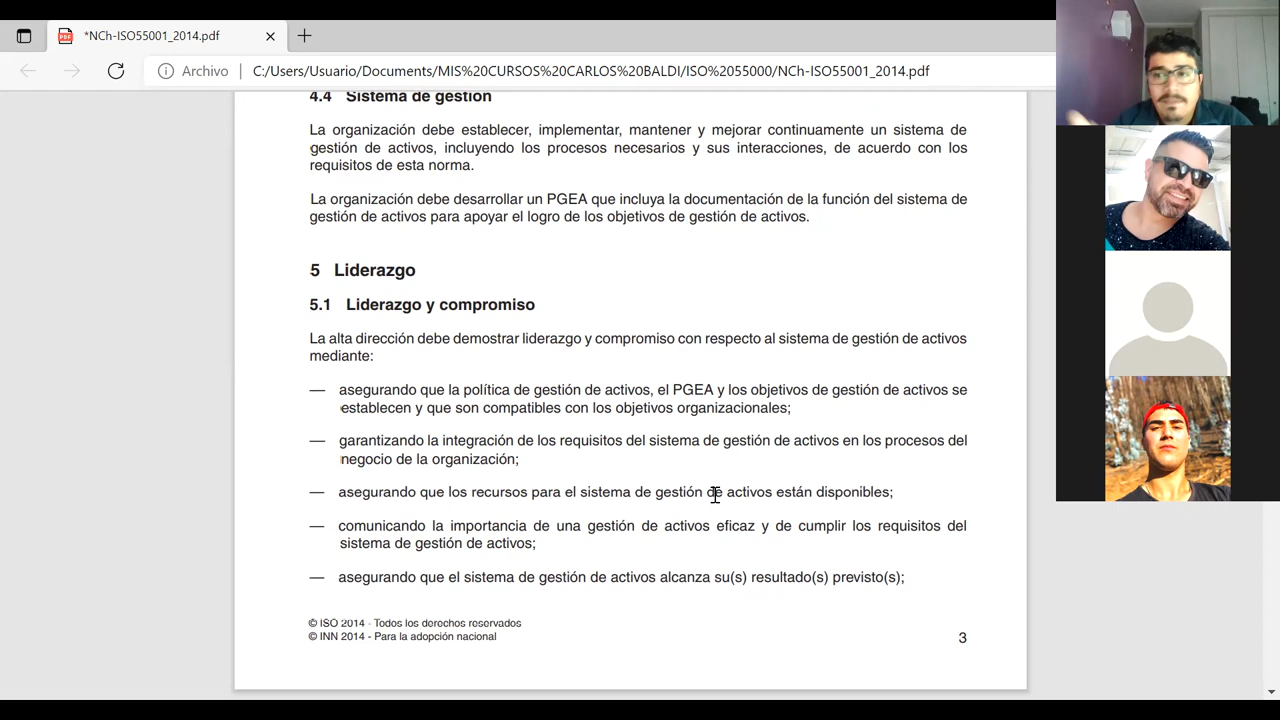 *NCh-ISO55001_2014.pdf
Archivo
C:/Users/Usuario/Documents/MIS%20CURSOS%20CARLOS%20BALDI/ISO%2055000/NCh-ISO55001_2014.pdf
4.4 Sistema de gestión
La organización debe establecer, implementar, mantener y mejorar continuamente un sistema de
gestión de activos, incluyendo los procesos necesarios y sus interacciones, de acuerdo con los
requisitos de esta norma.
La organización debe desarrollar un PGEA que incluya la documentación de la función del sistema de
gestión de activos para apoyar el logro de los objetivos de gestión de activos.
5 Liderazgo
5.1 Liderazgo y compromiso
La alta dirección debe demostrar liderazgo y compromiso con respecto al sistema de gestión de activos
mediante:
— asegurando que la política de gestión de activos, el PGEA y los objetivos de gestión de activos se
establecen y que son compatibles con los objetivos organizacionales;
— garantizando la integración de los requisitos del sistema de gestión de activos en los procesos del
negocio de la organización;
— asegurando que los recursos para el sistema de gestión de activos están disponibles;
— comunicando la importancia de una gestión de activos eficaz y de cumplir los requisitos del
sistema de gestión de activos;
— asegurando que el sistema de gestión de activos alcanza su(s) resultado(s) previsto(s);
© ISO 2014 - Todos los derechos reservados
© INN 2014 - Para la adopción nacional
3